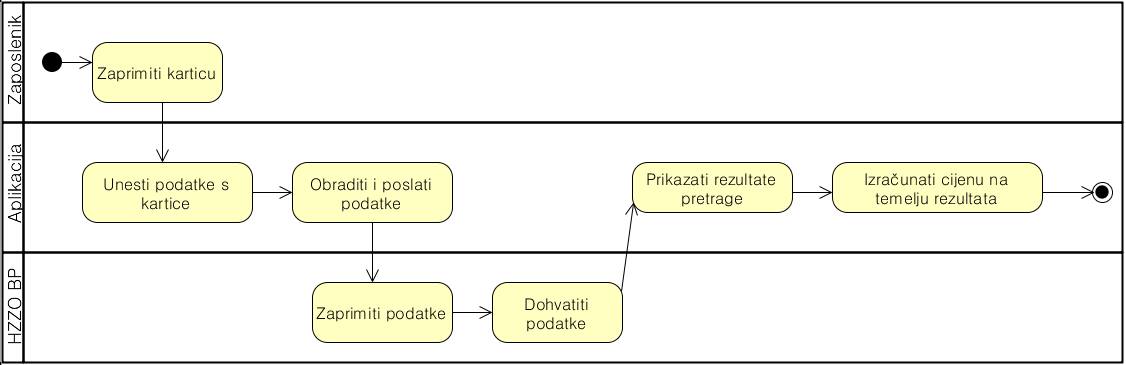 Zaposlenik
Zaprimiti karticu
Aplikacija
Unesti podatke s
kartice
Obraditi i poslati
podatke
Prikazati rezultate
pretrage
Izračunati cijenu na
temelju rezultata
HZZO BP
Zaprimiti podatke
Dohvatiti
podatke